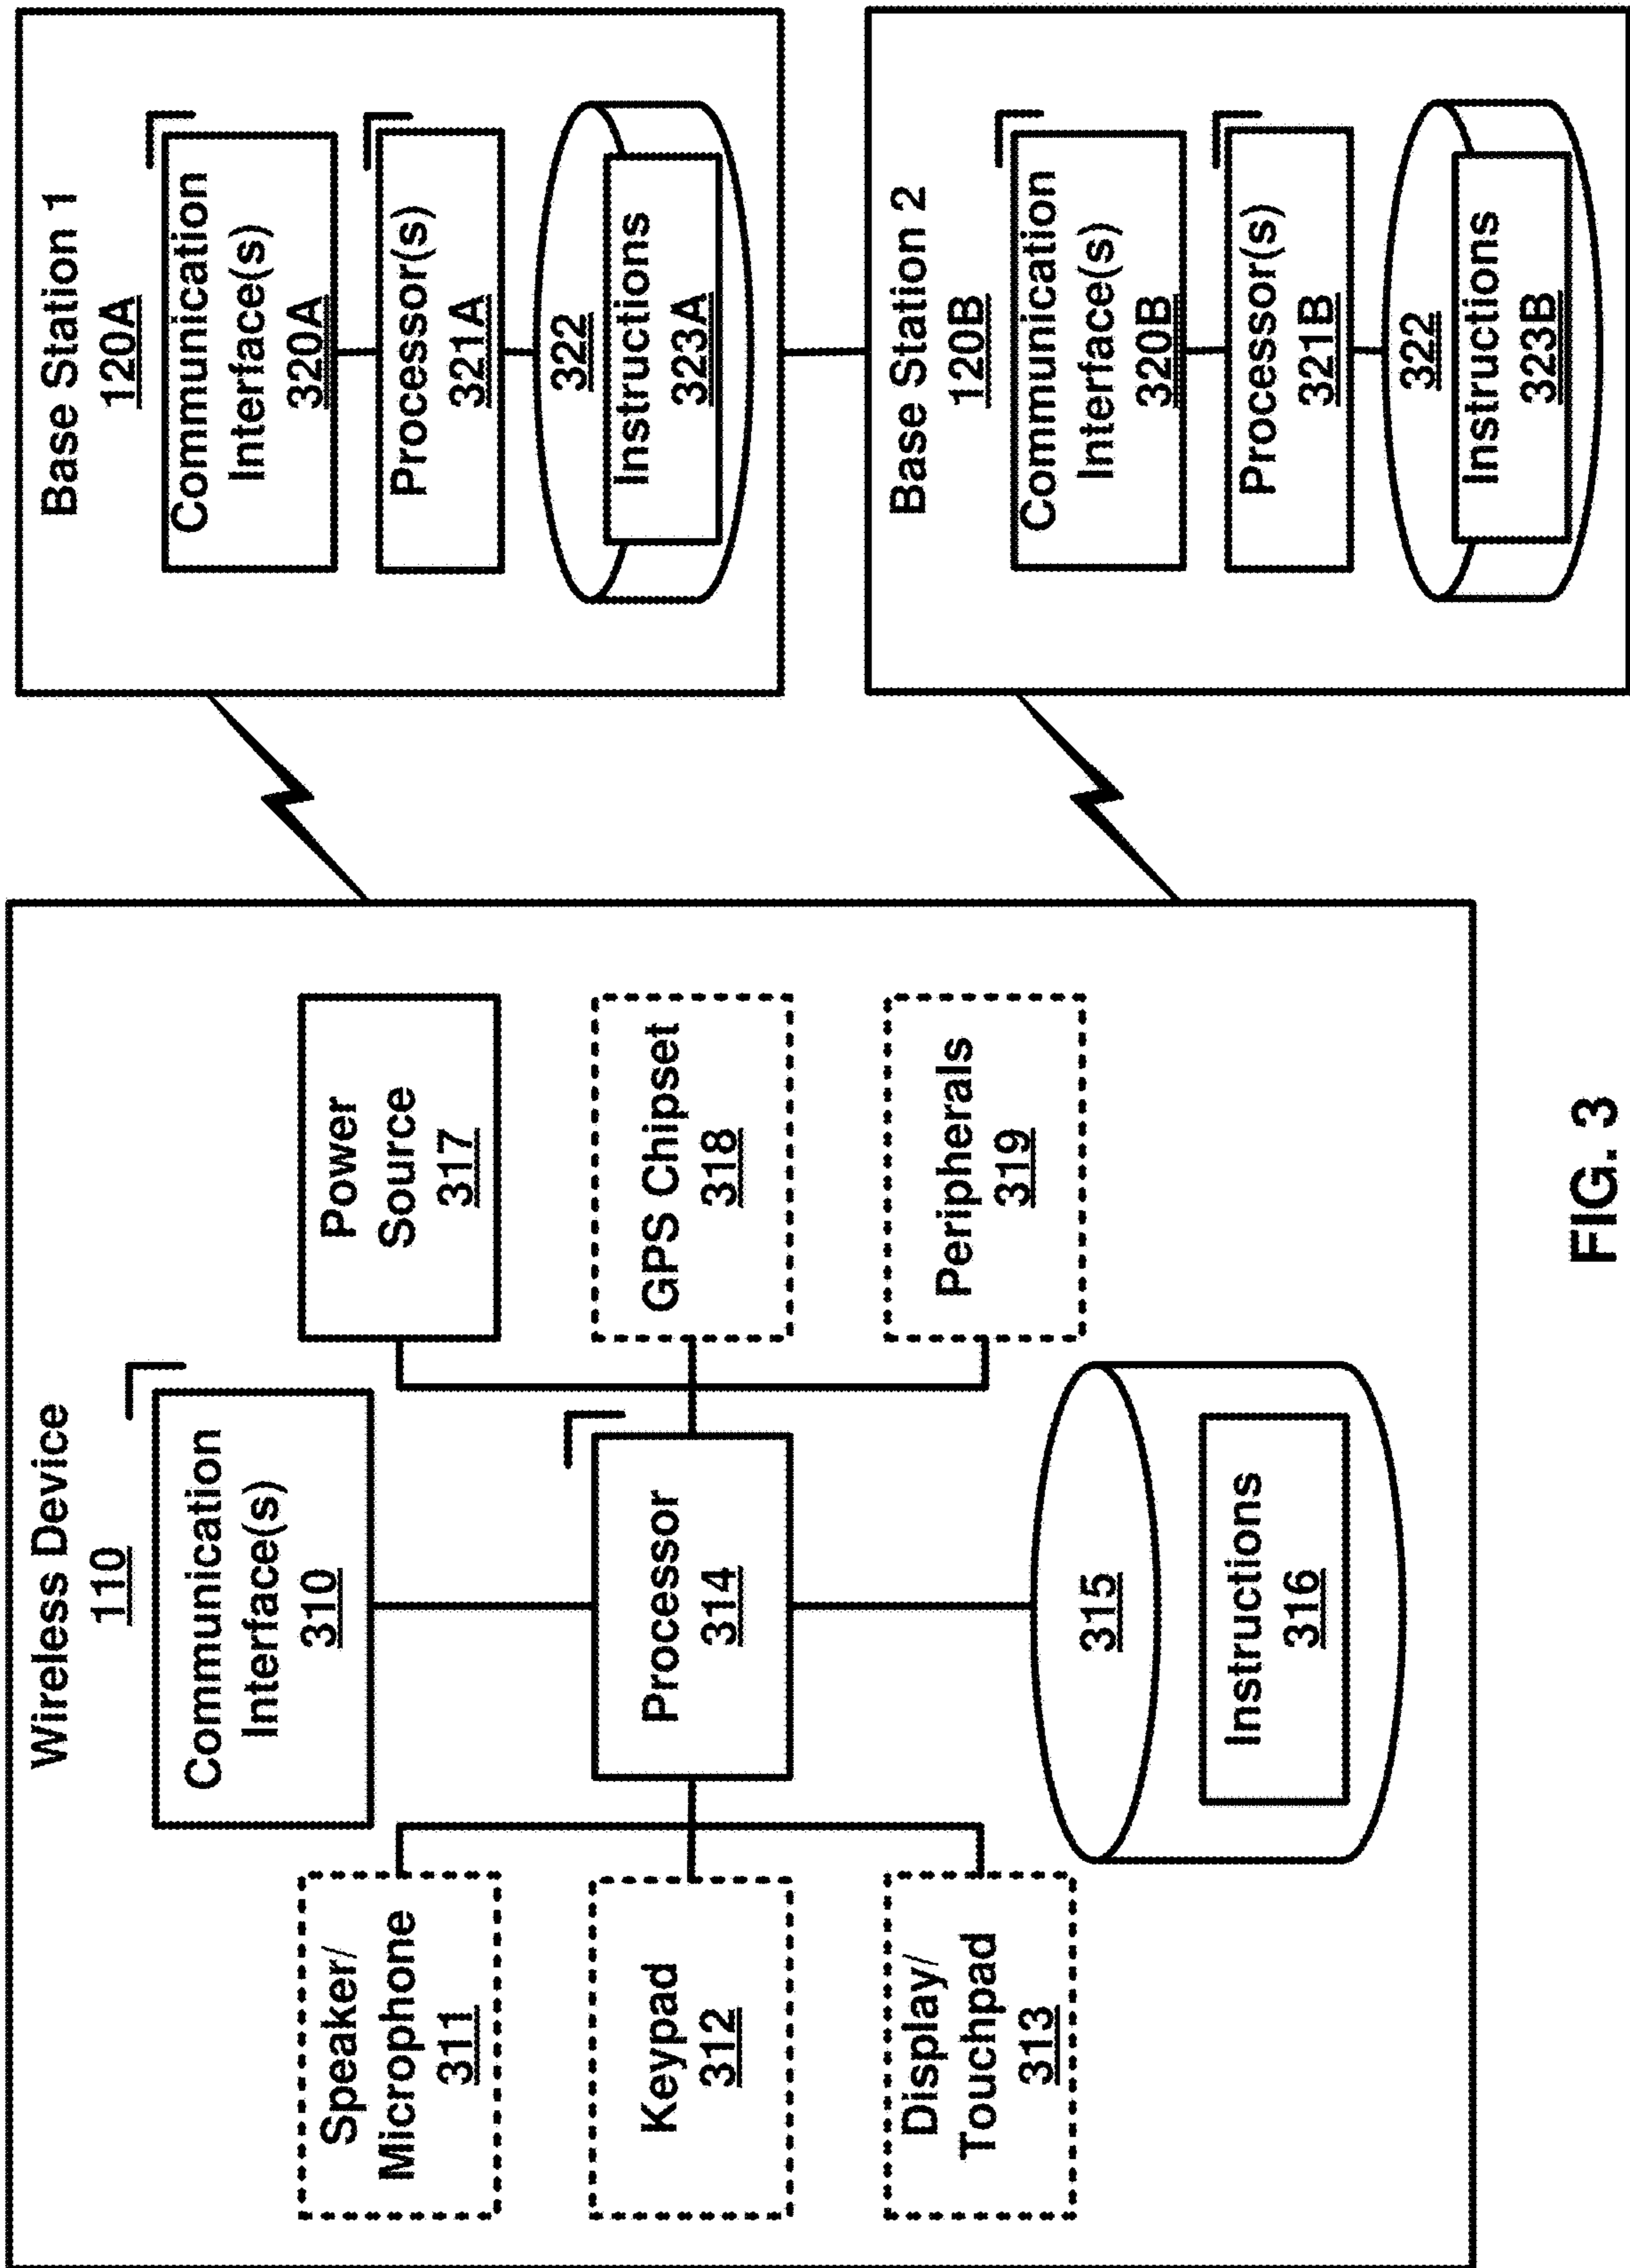 Wireless Device
110
Communication
Interface(s)
310
Speaker/
Microphone
311
Keypad
312
Display/
Touchpad
313
Processor
314
Power
Source
317
GPS Chipset
318
Peripherals
319
315
Instructions
316
Base Station 1
120A
Communication
Interface(s)
320A
Processor(s)
321A
322
Instructions
323A
Base Station 2
120B
Communication
Interface(s)
320B
Processor(s)
321B
322
Instructions
323B
FIG. 3